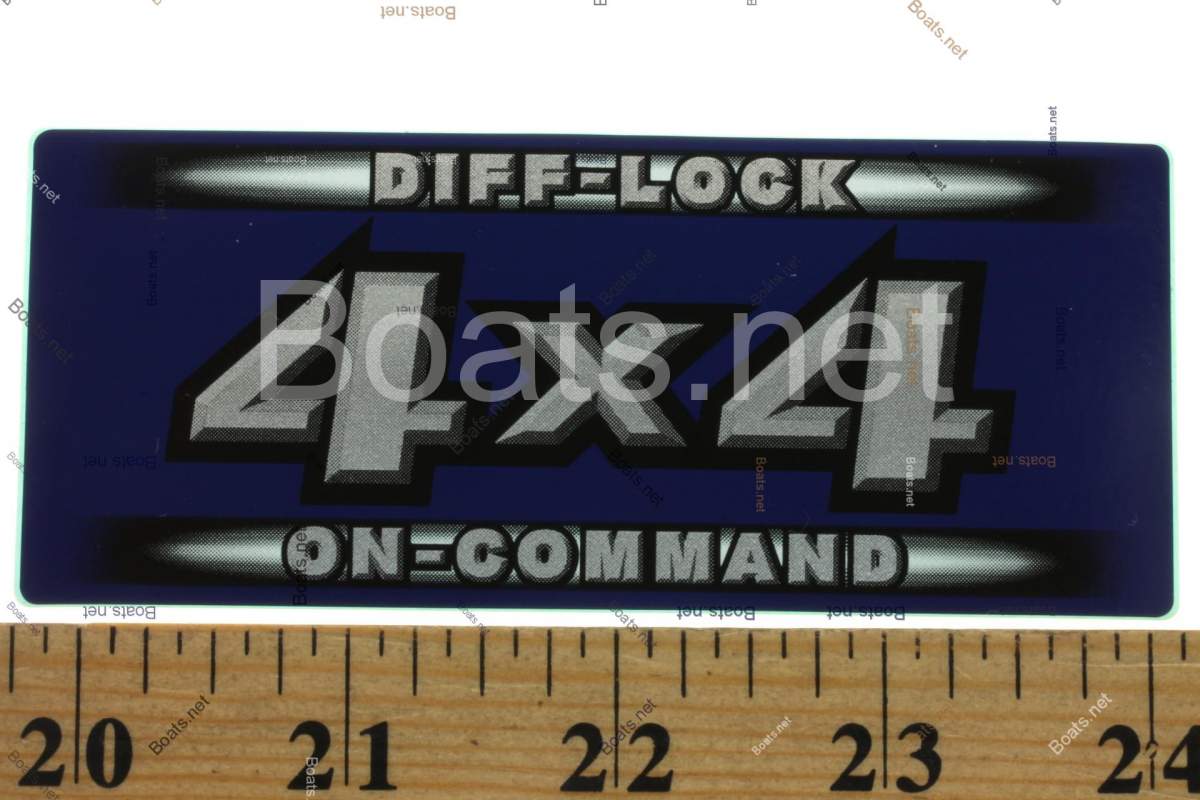 DIFF-LOCK
4x4
Boats.net
ON-COMMAND
20 21 22 23 24